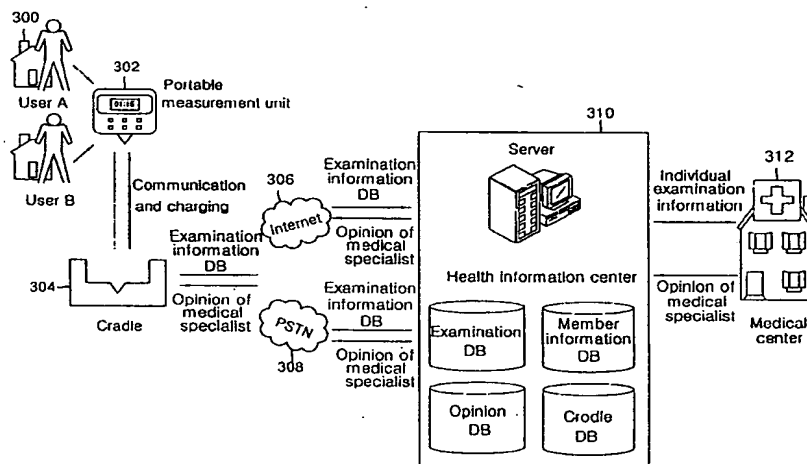 300
User A
User B
302
01:16
Portable
measurement unit
Communication
and charging
304
Cradle
Examination
information
DB
Opinion of
medical
specialist
306
Internet
PSTN
308
Examination
information
DB
Opinion of
medical
specialist
Examination
information
DB
Opinion of
medical
specialist
310
Server
Health information center
Examination
DB
Member
information
DB
Opinion
DB
Crodle
DB
Individual
examination
information
Opinion
of medical
specialist
312
Medical
center